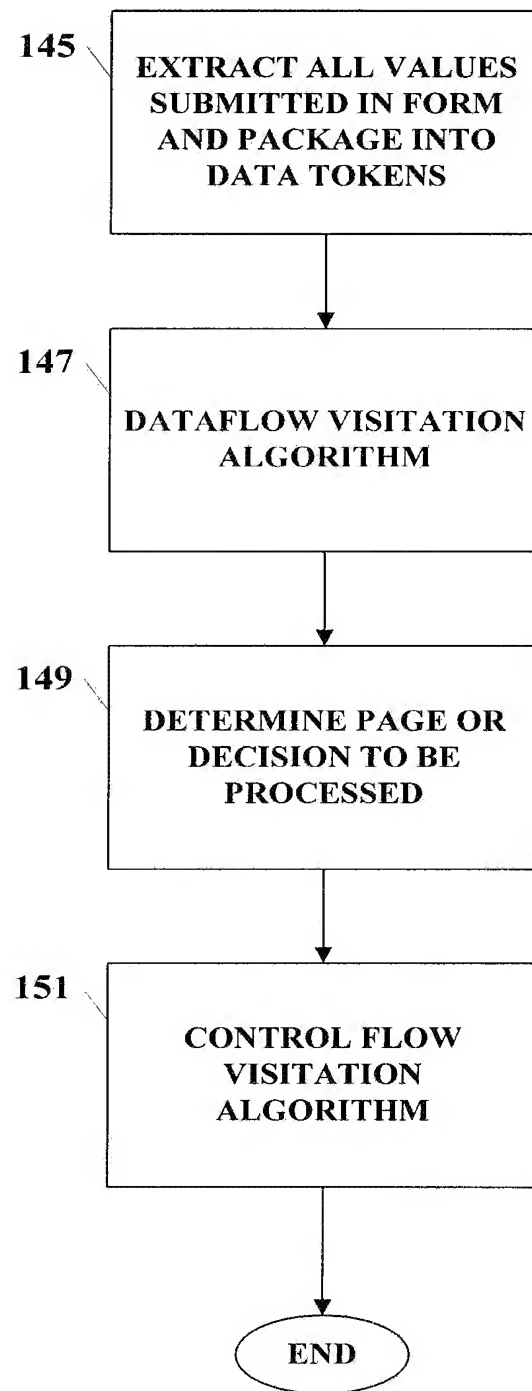 145
EXTRACT ALL VALUES
SUBMITTED IN FORM
AND PACKAGE INTO
DATA TOKENS
147
DATAFLOW VISITATION
ALGORITHM
149
DETERMINE PAGE OR
DECISION TO BE
PROCESSED
151
CONTROL FLOW
VISITATION
ALGORITHM
END